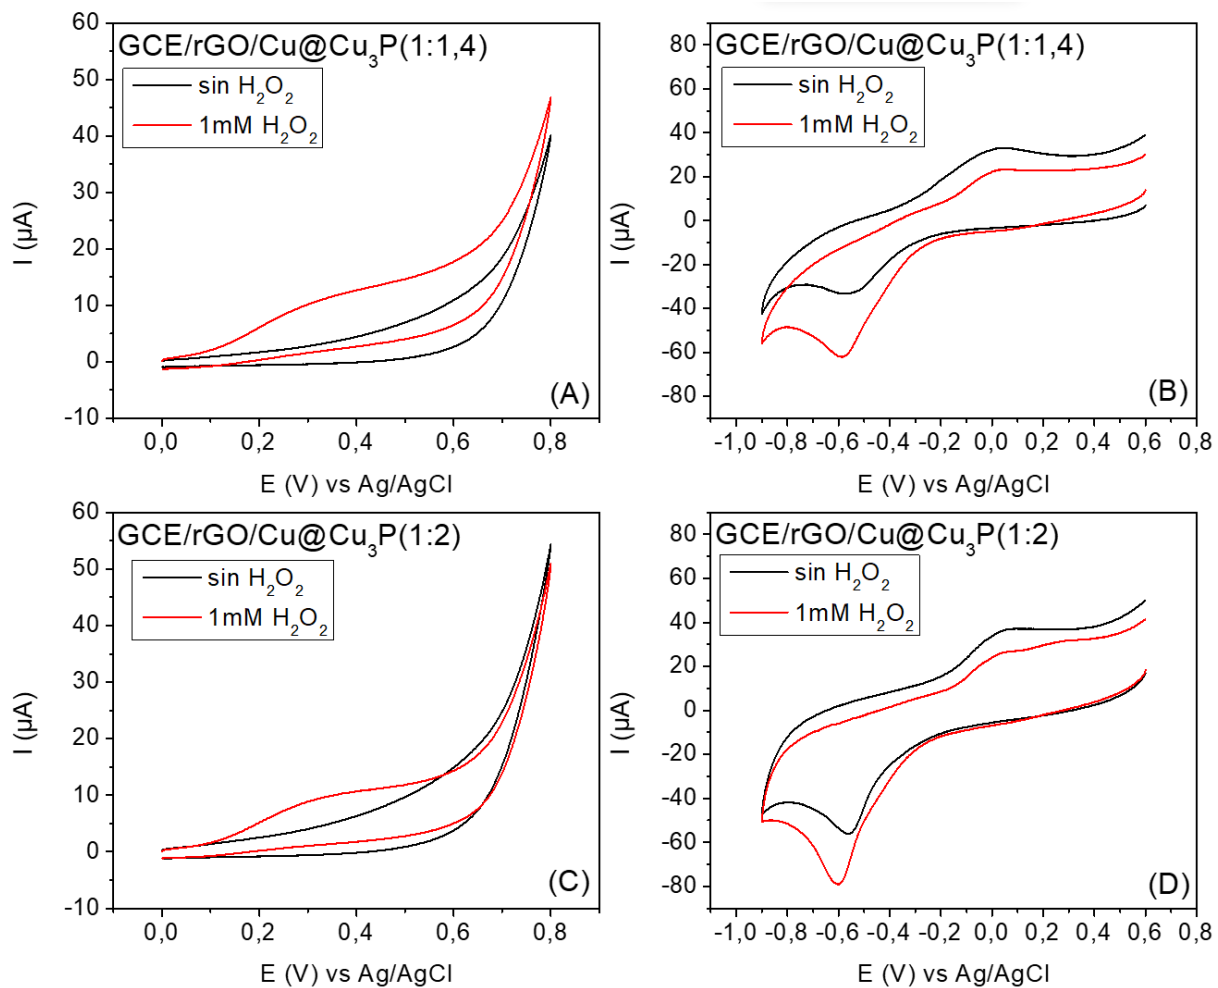 GCE/rGO/Cu@Cu₃P(1:1,4)
sin H₂O₂
1mM H₂O₂
60
50
40
30
20
10
0
-10
I (µA)
0,0 0,2 0,4 0,6 0,8
E (V) vs Ag/AgCl
(A)
GCE/rGO/Cu@Cu₃P(1:1,4)
sin H₂O₂
1mM H₂O₂
80
60
40
20
0
-20
-40
-60
-80
I (µA)
-1,0 -0,8 -0,6 -0,4 -0,2 0,0 0,2 0,4 0,6 0,8
E (V) vs Ag/AgCl
(B)
GCE/rGO/Cu@Cu₃P(1:2)
sin H₂O₂
1mM H₂O₂
60
50
40
30
20
10
0
-10
I (µA)
0,0 0,2 0,4 0,6 0,8
E (V) vs Ag/AgCl
(C)
GCE/rGO/Cu@Cu₃P(1:2)
sin H₂O₂
1mM H₂O₂
80
60
40
20
0
-20
-40
-60
-80
I (µA)
-1,0 -0,8 -0,6 -0,4 -0,2 0,0 0,2 0,4 0,6 0,8
E (V) vs Ag/AgCl
(D)